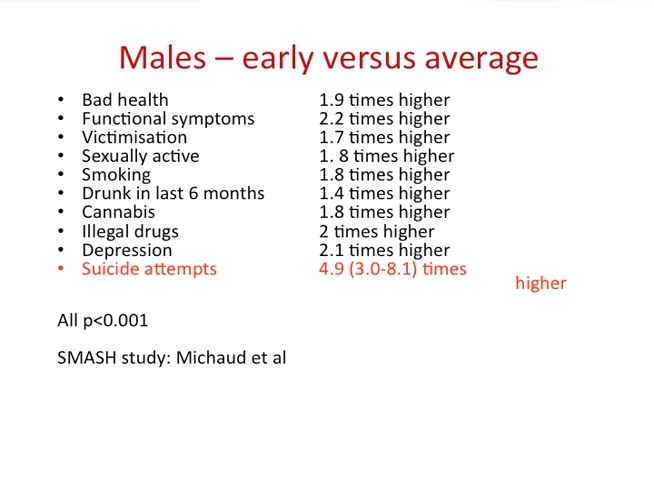 Males – early versus average
• Bad health 1.9 times higher
• Functional symptoms 2.2 times higher
• Victimisation 1.7 times higher
• Sexually active 1. 8 times higher
• Smoking 1.8 times higher
• Drunk in last 6 months 1.4 times higher
• Cannabis 1.8 times higher
• Illegal drugs 2 times higher
• Depression 2.1 times higher
• Suicide attempts 4.9 (3.0-8.1) times
higher
All p<0.001
SMASH study: Michaud et al